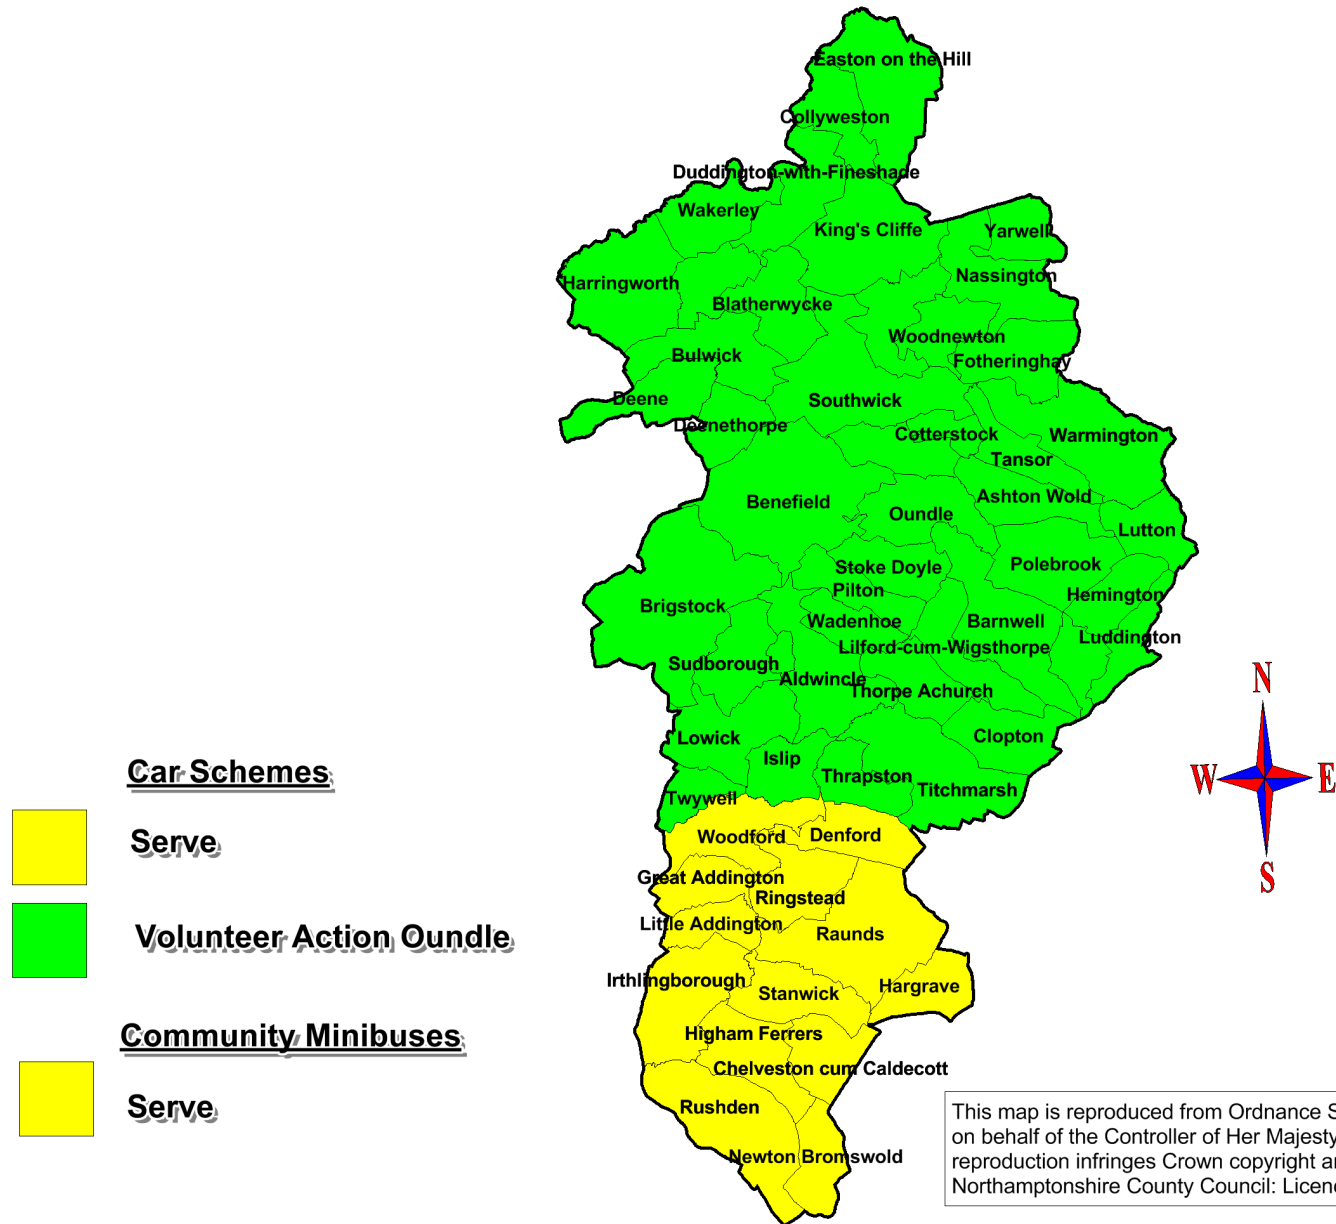 Easton on the Hill
Collyweston
Duddington-with-Fineshade
Wakerley
King's Cliffe
Yarwell
Nassington
Harringworth
Blatherwycke
Woodnewton
Bulwick
Fotheringhay
Deene
Southwick
Deenethorpe
Cotterstock
Warmington
Tansor
Benefield
Ashton Wold
Oundle
Lutton
Stoke Doyle
Polebrook
Pilton
Hemington
Brigstock
Wadenhoe
Barnwell
Luddington
Lilford-cum-Wigsthorpe
Sudborough
Aldwincle
Thorpe Achurch
Lowick
Clopton
Islip
Thrapston
Titchmarsh
Twywell
Woodford
Denford
Great Addington
Ringstead
Little Addington
Raunds
Irthlingborough
Hargrave
Stanwick
Higham Ferrers
Chelveston cum Caldecott
Rushden
Newton Bromswold
N
W E
S
Car Schemes
Serve
Volunteer Action Oundle
Community Minibuses
Serve
This map is reproduced from Ordnance S
on behalf of the Controller of Her Majesty
reproduction infringes Crown copyright a
Northamptonshire County Council: Licen